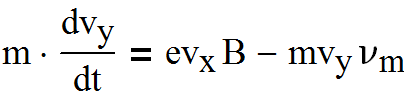 m · dv_y/dt = ev_x B − mv_y ν_m